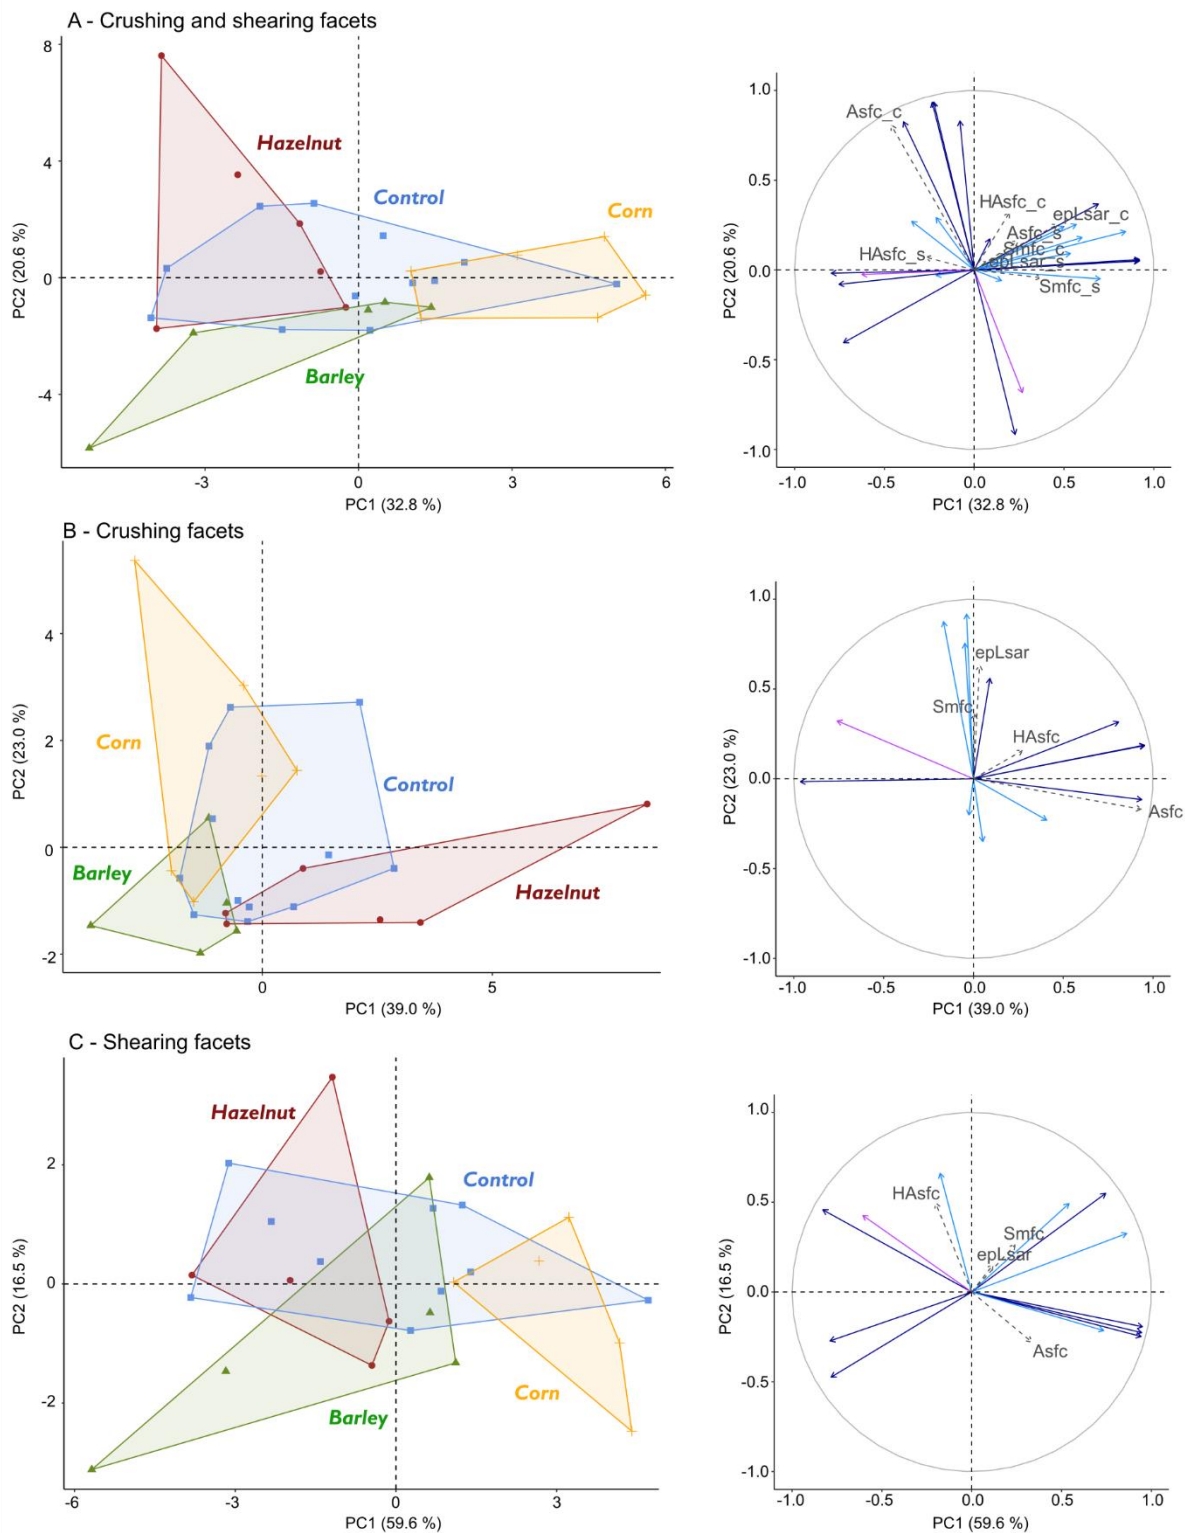 A - Crushing and shearing facets
8
4
0
-4
PC2 (20.6 %)
Hazelnut
Control
Corn
Barley
-3
0
3
6
PC1 (32.8 %)
1.0
0.5
0.0
-0.5
-1.0
PC2 (20.6 %)
Asfc_c
HAsfc_c
epLsar_c
Asfc_s
Smfc_c
HAsfc_s
epLsar_s
Smfc_s
-1.0
-0.5
0.0
0.5
1.0
PC1 (32.8 %)
B - Crushing facets
4
2
0
-2
PC2 (23.0 %)
Corn
Control
Barley
Hazelnut
0
5
PC1 (39.0 %)
1.0
0.5
0.0
-0.5
-1.0
PC2 (23.0 %)
epLsar
Smfc
HAsfc
Asfc
-1.0
-0.5
0.0
0.5
1.0
PC1 (39.0 %)
C - Shearing facets
2
0
-2
PC2 (16.5 %)
Hazelnut
Control
Corn
Barley
-6
-3
0
3
PC1 (59.6 %)
1.0
0.5
0.0
-0.5
-1.0
PC2 (16.5 %)
HAsfc
Smfc
epLsar
Asfc
-1.0
-0.5
0.0
0.5
1.0
PC1 (59.6 %)